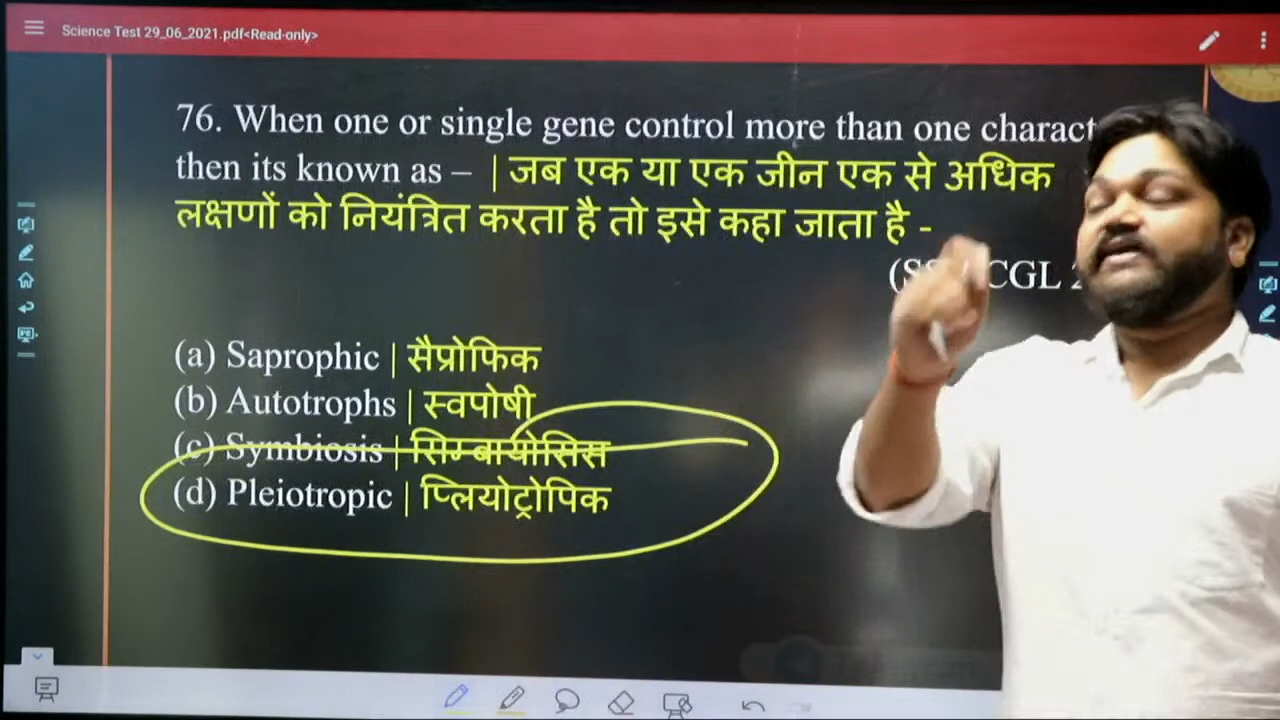 Science Test 29_06_2021.pdf<Read-only>
76. When one or single gene control more than one charact
then its known as – | जब एक या एक जीन एक से अधिक
लक्षणों को नियंत्रित करता है तो इसे कहा जाता है -
CGL
(a) Saprophic | सैप्रोफिक
(b) Autotrophs | स्वपोषी
(c) Symbiosis | सिम्बायोसिस
(d) Pleiotropic | प्लियोट्रोपिक